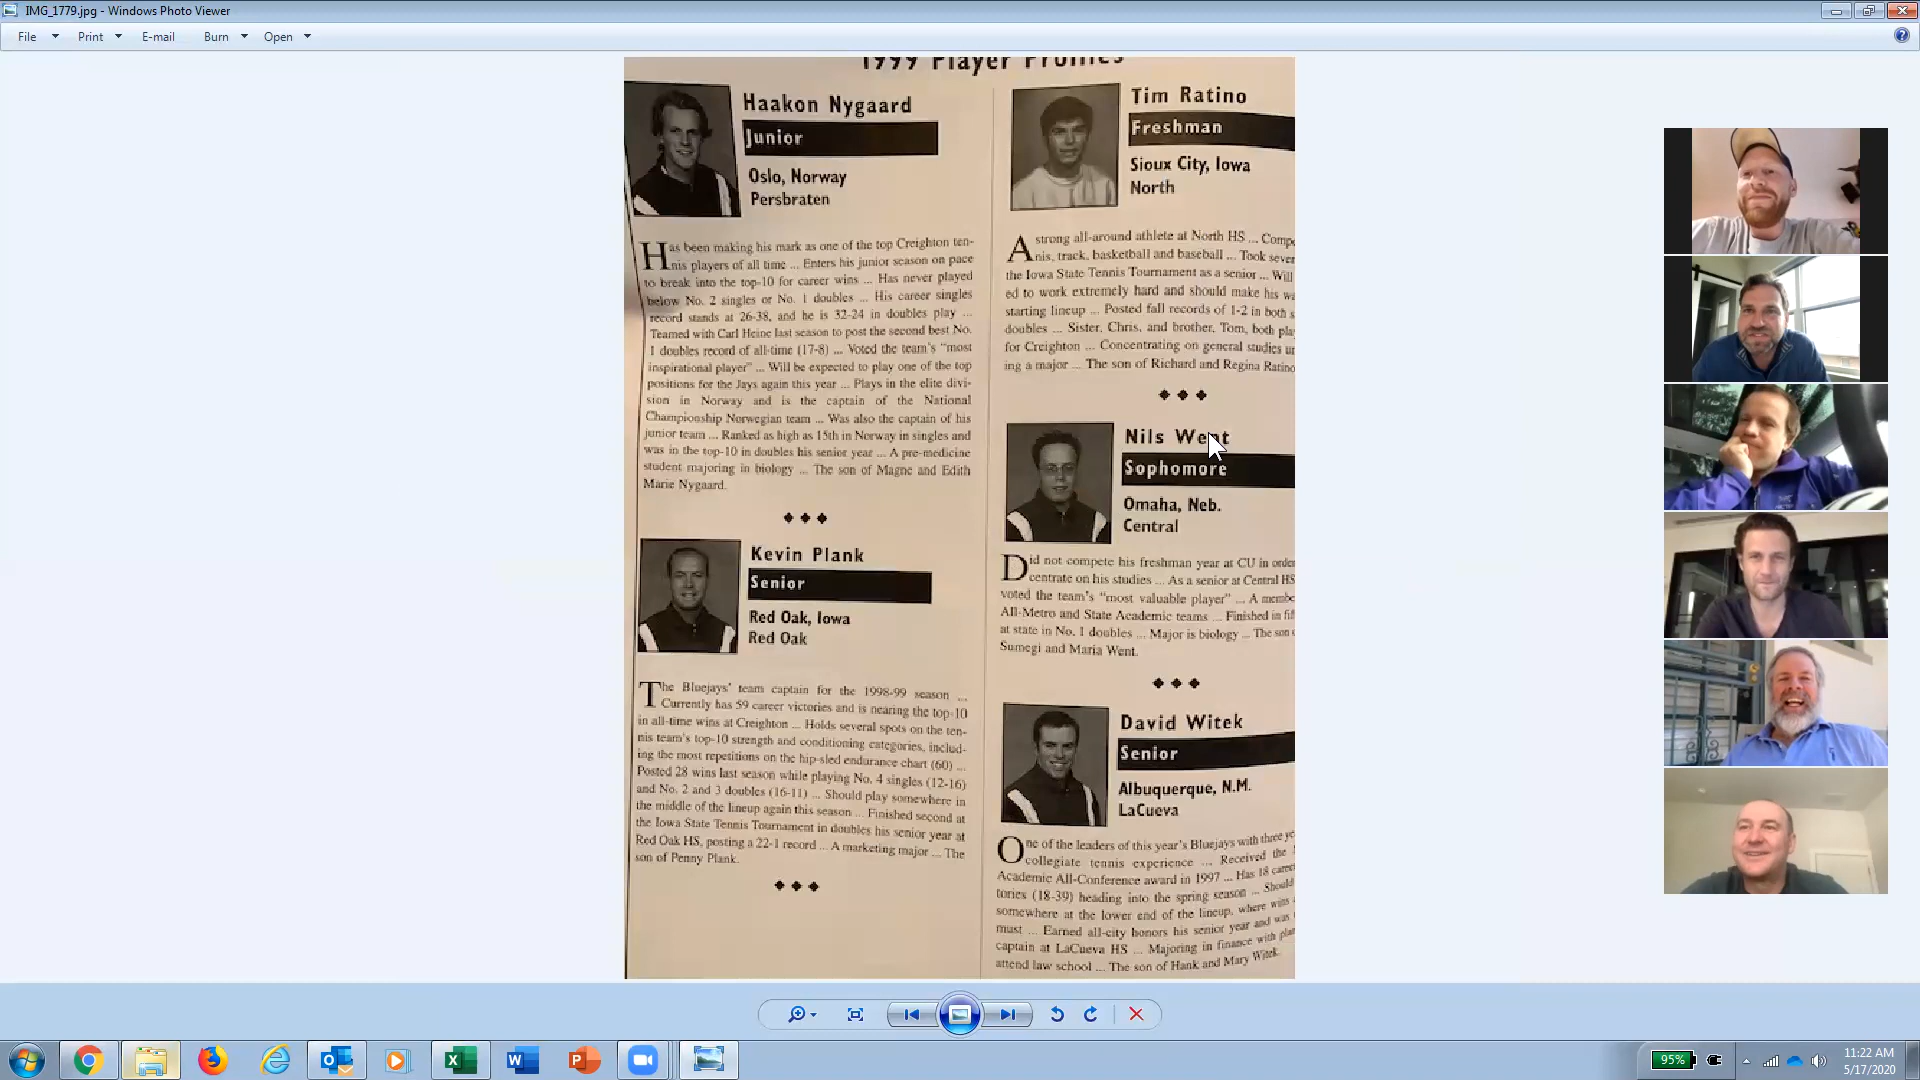 IMG_1779.jpg - Windows Photo Viewer
File Print E-mail Burn Open
1999 Player Profiles
Haakon Nygaard
Junior
Oslo, Norway
Persbraten
Has been making his mark as one of the top Creighton ten-
nis players of all time ... Enters his junior season on pace
to break into the top-10 for career wins ... Has never played
below No. 2 singles or No. 1 doubles ... His career singles
record stands at 26-38, and he is 32-24 in doubles play ...
Teamed with Carl Heine last season to post the second best No.
1 doubles record of all-time (17-8) ... Voted the team's "most
inspirational player" ... Will be expected to play one of the top
positions for the Jays again this year ... Plays in the elite divi-
sion in Norway and is the captain of the National
Championship Norwegian team ... Was also the captain of his
junior team ... Ranked as high as 15th in Norway in singles and
was in the top-10 in doubles his senior year ... A pre-medicine
student majoring in biology ... The son of Magne and Edith
Marie Nygaard.
Kevin Plank
Senior
Red Oak, Iowa
Red Oak
The Bluejays' team captain for the 1998-99 season ...
Currently has 59 career victories and is nearing the top-10
in all-time wins at Creighton ... Holds several spots on the ten-
nis team's top-10 strength and conditioning categories, includ-
ing the most repetitions on the hip-sled endurance chart (60) ...
Posted 28 wins last season while playing No. 4 singles (12-16)
and No. 2 and 3 doubles (16-11) ... Should play somewhere in
the middle of the lineup again this season ... Finished second at
the Iowa State Tennis Tournament in doubles his senior year at
Red Oak HS, posting a 22-1 record ... A marketing major ... The
son of Penny Plank.
Tim Ratino
Freshman
Sioux City, Iowa
North
A strong all-around athlete at North HS ... Compe
nis, track, basketball and baseball ... Took sever
the Iowa State Tennis Tournament as a senior ... Will
ed to work extremely hard and should make his wa
starting lineup ... Posted fall records of 1-2 in both s
doubles ... Sister, Chris, and brother, Tom, both pla
for Creighton ... Concentrating on general studies un
ing a major ... The son of Richard and Regina Ratino
Nils Went
Sophomore
Omaha, Neb.
Central
Did not compete his freshman year at CU in order
centrate on his studies ... As a senior at Central HS
voted the team's "most valuable player" ... A membe
All-Metro and State Academic teams ... Finished in fif
at state in No. 1 doubles ... Major is biology ... The son o
Sumegi and Maria Went.
David Witek
Senior
Albuquerque, N.M.
LaCueva
One of the leaders of this year's Bluejays with three ye
collegiate tennis experience ... Received the
Academic All-Conference award in 1997 ... Has 18 career
tories (18-39) heading into the spring season ... Should
somewhere at the lower end of the lineup, where wins
must ... Earned all-city honors his senior year and was
captain at LaCueva HS ... Majoring in finance with plan
attend law school ... The son of Hank and Mary Witek.
95%
11:22 AM
5/17/2020